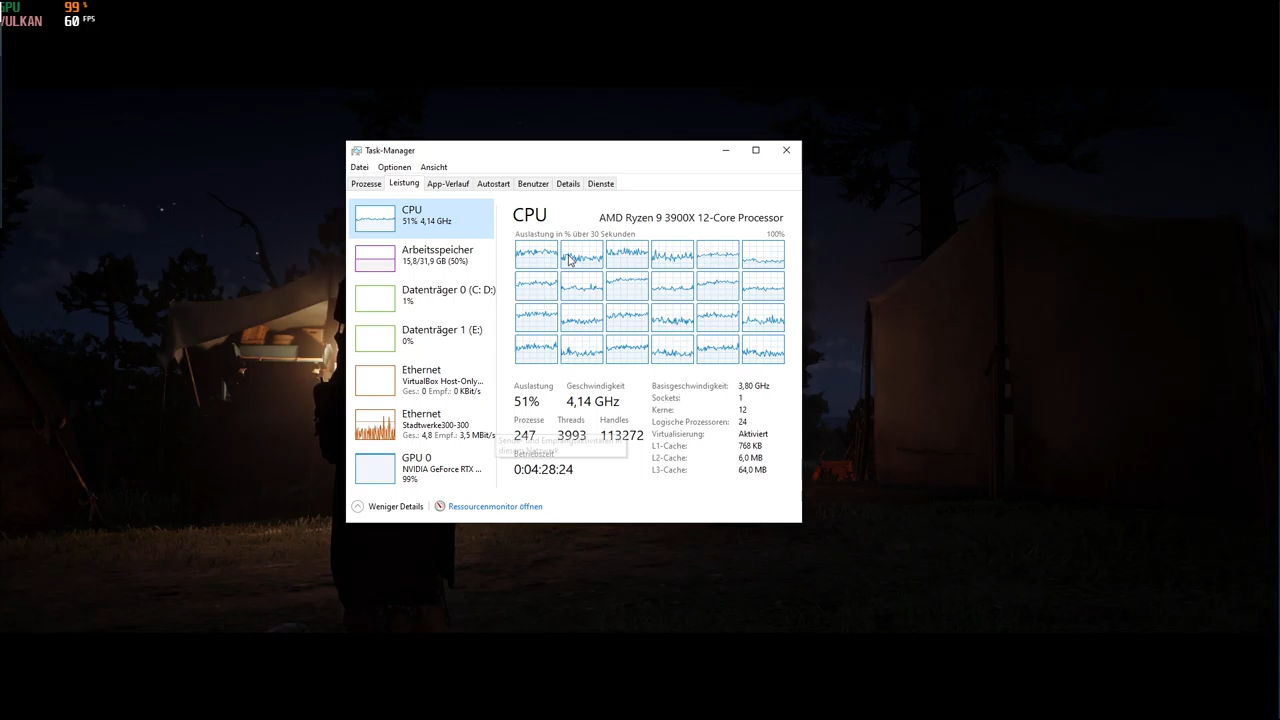 GPU 99 %
VULKAN 60 FPS
Task-Manager
Datei Optionen Ansicht
Prozesse Leistung App-Verlauf Autostart Benutzer Details Dienste
CPU
51% 4,14 GHz
Arbeitsspeicher
15,8/31,9 GB (50%)
Datenträger 0 (C: D:)
1%
Datenträger 1 (E:)
0%
Ethernet
VirtualBox Host-Only...
Ges.: 0 Empf.: 0 KBit/s
Ethernet
Stadtwerke300-300
Ges.: 4,8 Empf.: 3,5 MBit/s
GPU 0
NVIDIA GeForce RTX ...
99%
CPU AMD Ryzen 9 3900X 12-Core Processor
Auslastung in % über 30 Sekunden 100%
Auslastung Geschwindigkeit
51% 4,14 GHz
Prozesse Threads Handles
247 3993 113272
Sende- und Empfangsaktivitäten in
diesem Netzwerk
Betriebszeit
0:04:28:24
Basisgeschwindigkeit: 3,80 GHz
Sockets: 1
Kerne: 12
Logische Prozessoren: 24
Virtualisierung: Aktiviert
L1-Cache: 768 KB
L2-Cache: 6,0 MB
L3-Cache: 64,0 MB
Weniger Details Ressourcenmonitor öffnen